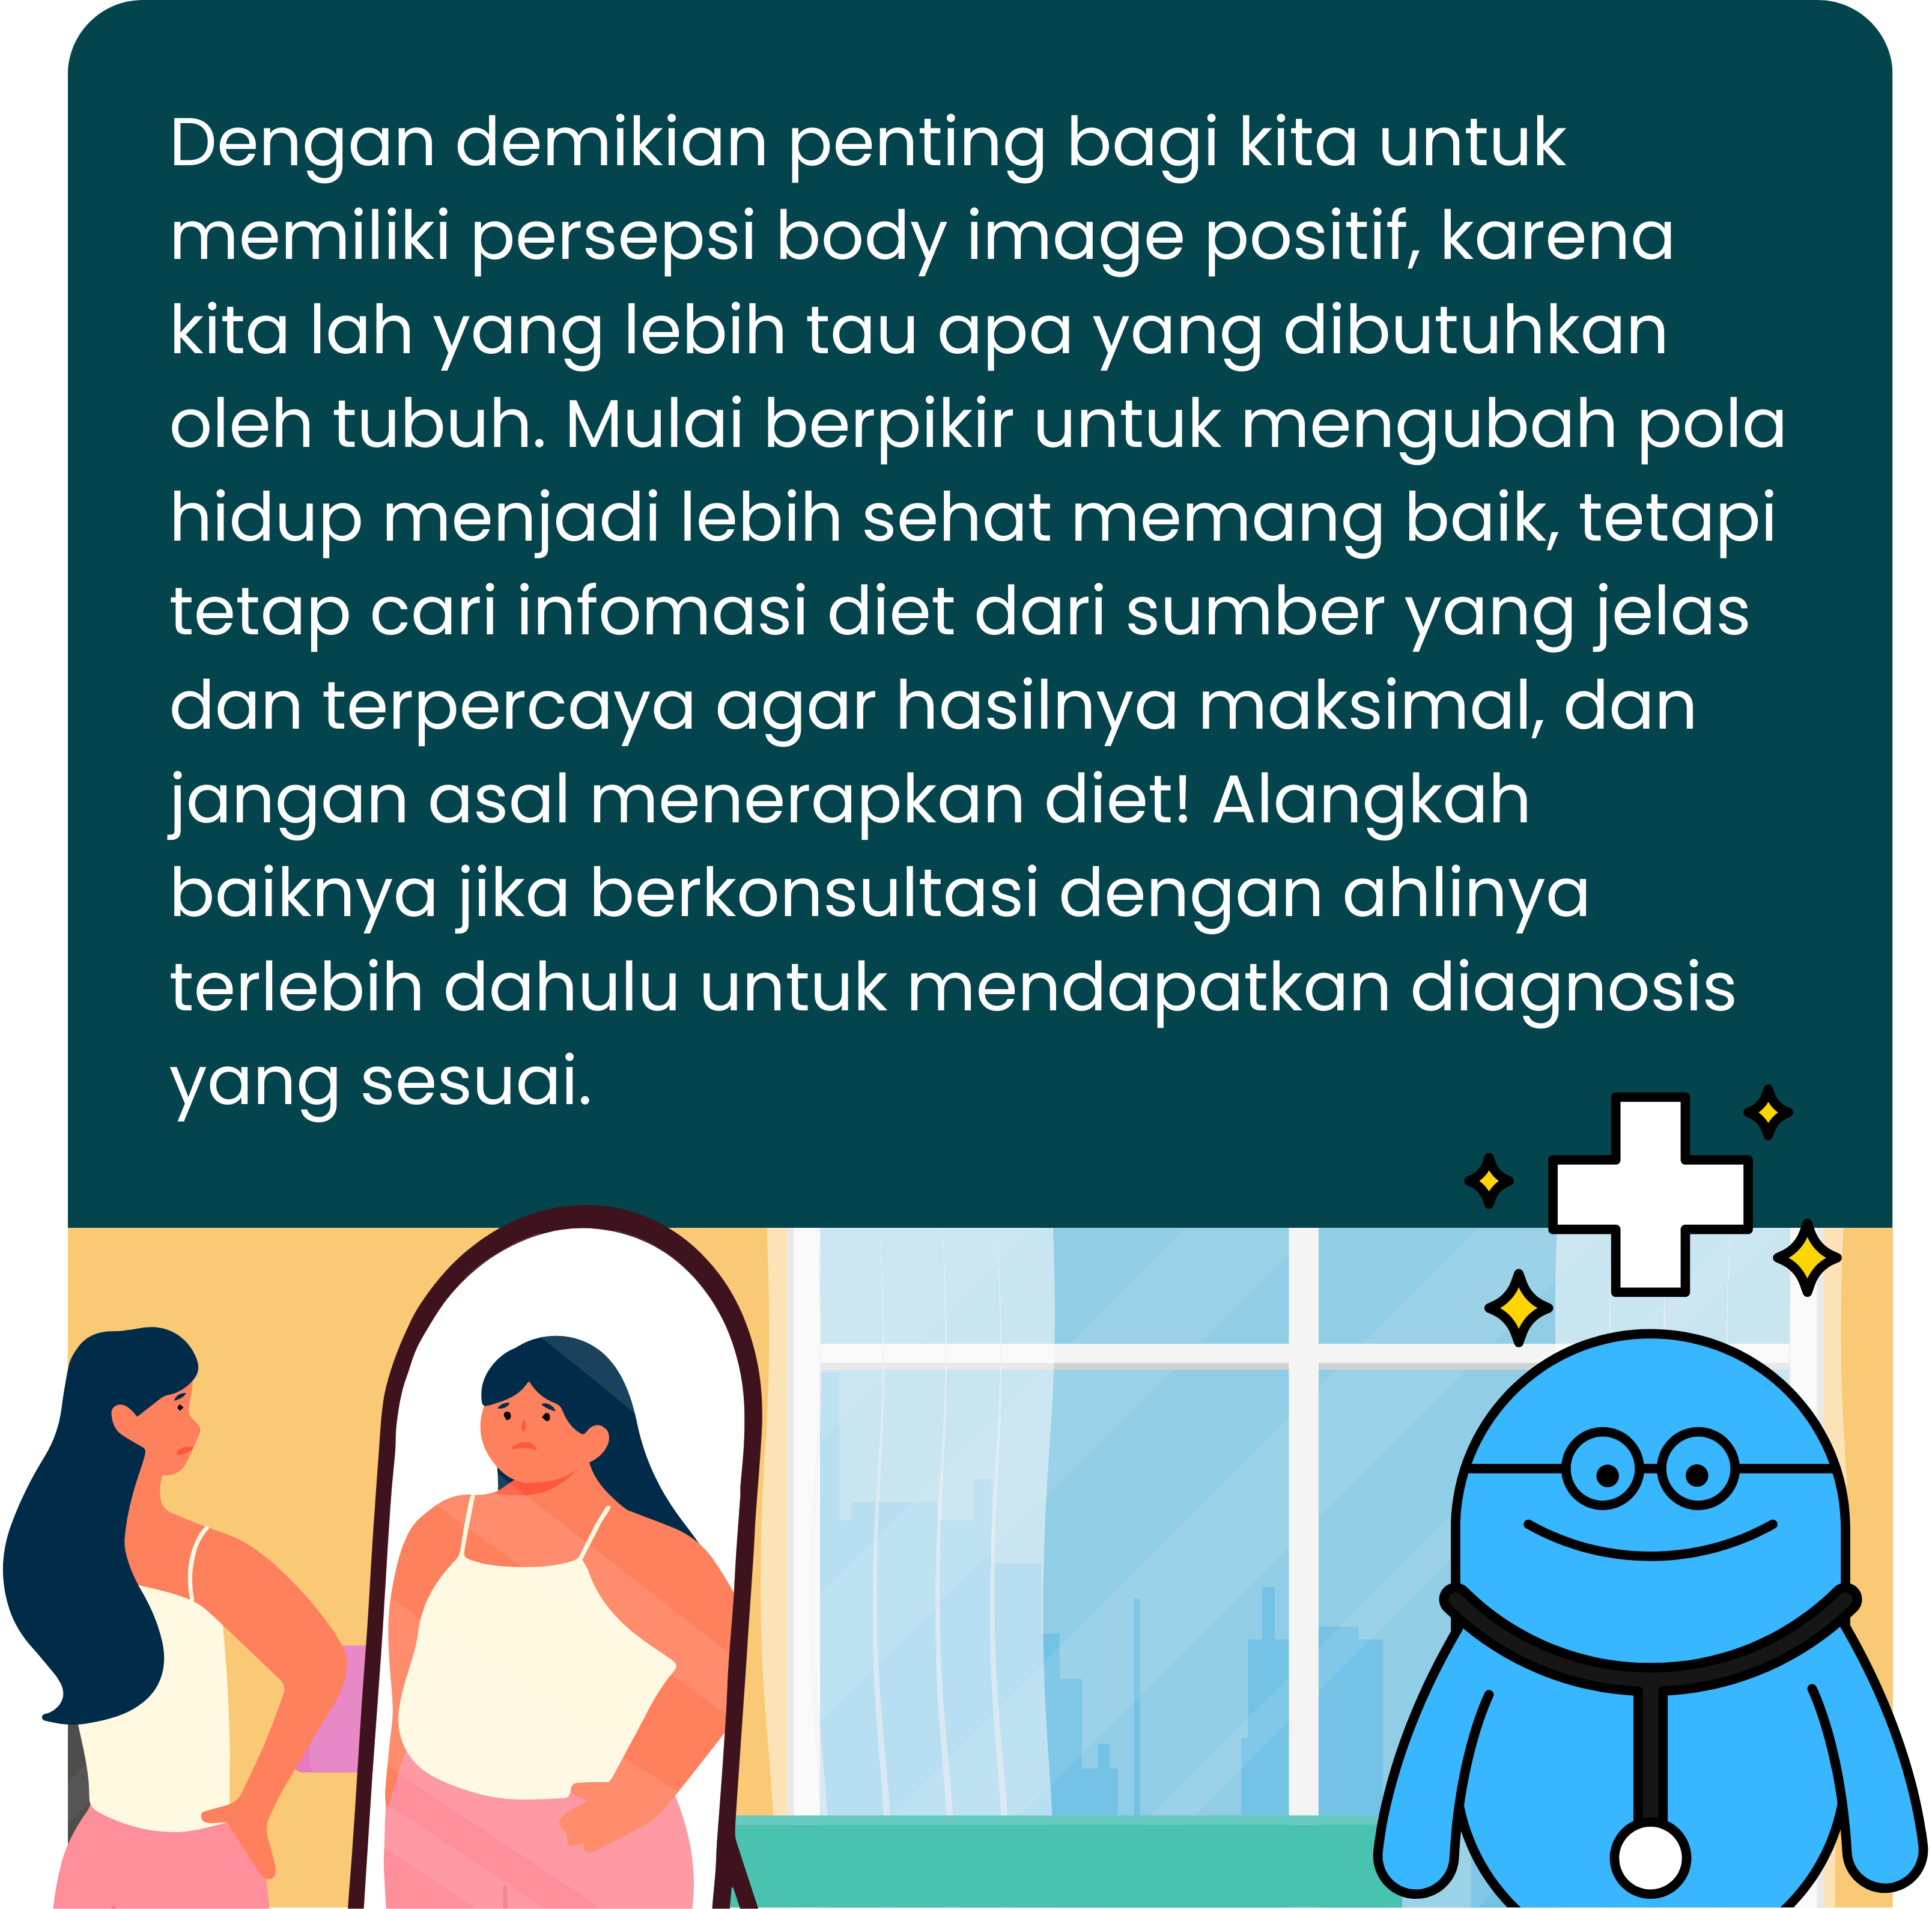 Dengan demikian penting bagi kita untuk
memiliki persepsi body image positif, karena
kita lah yang lebih tau apa yang dibutuhkan
oleh tubuh. Mulai berpikir untuk mengubah pola
hidup menjadi lebih sehat memang baik, tetapi
tetap cari infomasi diet dari sumber yang jelas
dan terpercaya agar hasilnya maksimal, dan
jangan asal menerapkan diet! Alangkah
baiknya jika berkonsultasi dengan ahlinya
terlebih dahulu untuk mendapatkan diagnosis
yang sesuai.